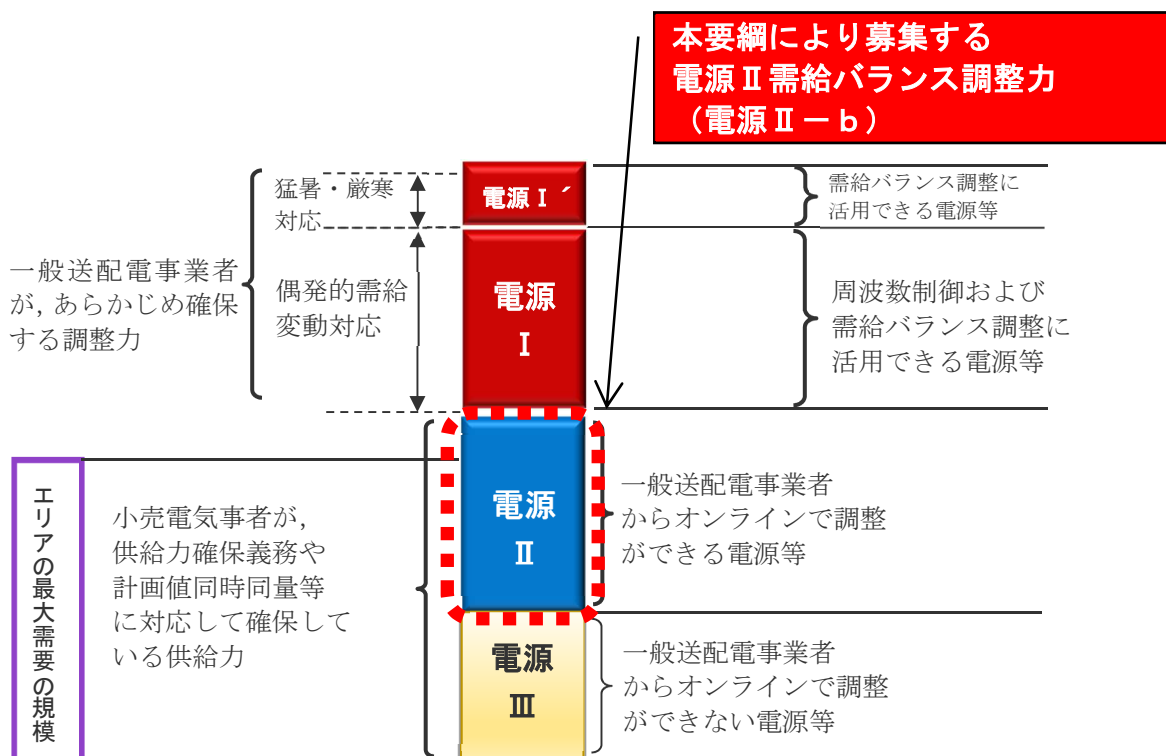 本要綱により募集する
電源Ⅱ需給バランス調整力
（電源Ⅱ－ｂ）
猛暑・厳寒
対応
電源Ⅰ´
需給バランス調整に
活用できる電源等
一般送配電事業者
が，あらかじめ確保
する調整力
偶発的需給
変動対応
電源
Ⅰ
周波数制御および
需給バランス調整に
活用できる電源等
エリアの最大需要の規模
小売電気事者が，
供給力確保義務や
計画値同時同量等
に対応して確保して
いる供給力
電源
Ⅱ
一般送配電事業者
からオンラインで調整
ができる電源等
電源
Ⅲ
一般送配電事業者
からオンラインで調整
ができない電源等